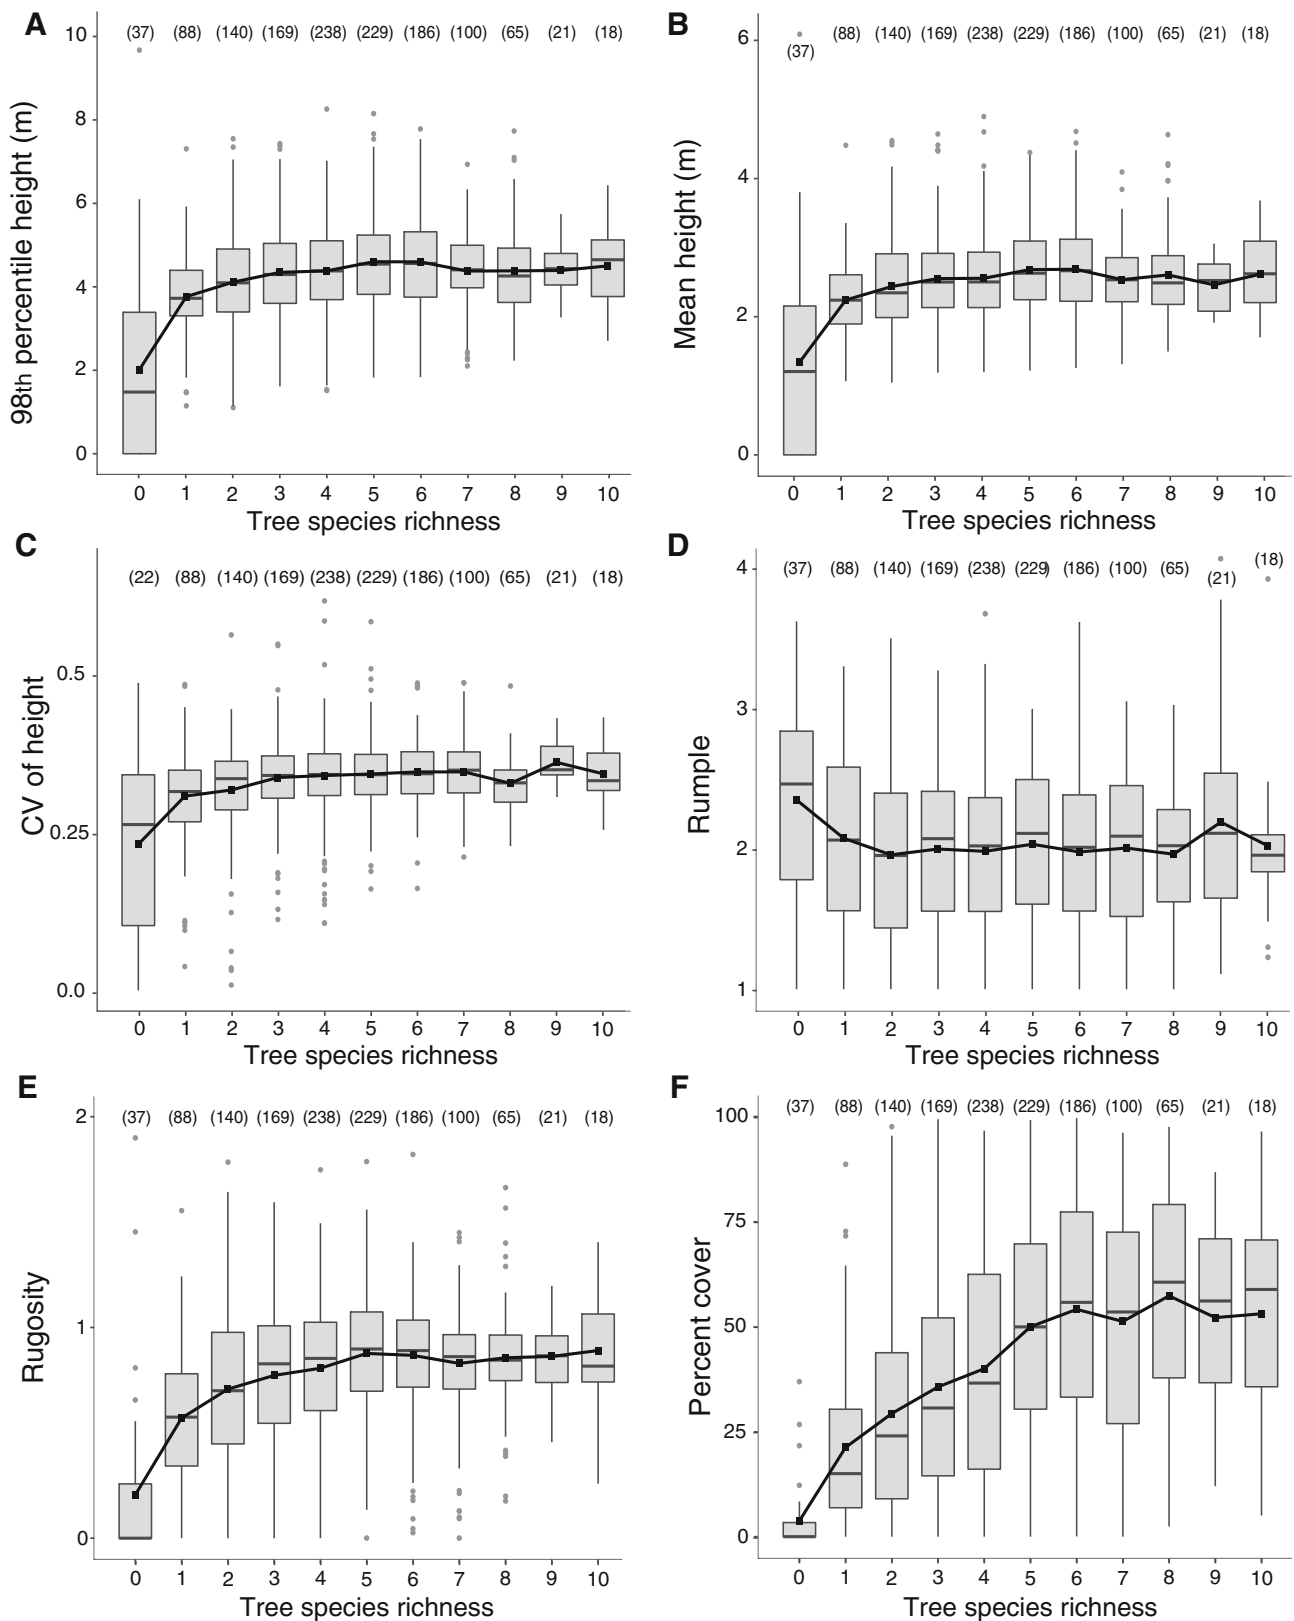 A
(37) (88) (140) (169) (238) (229) (186) (100) (65) (21) (18)
10
8
6
4
2
0
98th percentile height (m)
0 1 2 3 4 5 6 7 8 9 10
Tree species richness
B
(37) (88) (140) (169) (238) (229) (186) (100) (65) (21) (18)
6
4
2
0
Mean height (m)
0 1 2 3 4 5 6 7 8 9 10
Tree species richness
C
(22) (88) (140) (169) (238) (229) (186) (100) (65) (21) (18)
0.5
0.25
0.0
CV of height
0 1 2 3 4 5 6 7 8 9 10
Tree species richness
D
(37) (88) (140) (169) (238) (229) (186) (100) (65) (21) (18)
4
3
2
1
Rumple
0 1 2 3 4 5 6 7 8 9 10
Tree species richness
E
(37) (88) (140) (169) (238) (229) (186) (100) (65) (21) (18)
2
1
0
Rugosity
0 1 2 3 4 5 6 7 8 9 10
Tree species richness
F
(37) (88) (140) (169) (238) (229) (186) (100) (65) (21) (18)
100
75
50
25
0
Percent cover
0 1 2 3 4 5 6 7 8 9 10
Tree species richness